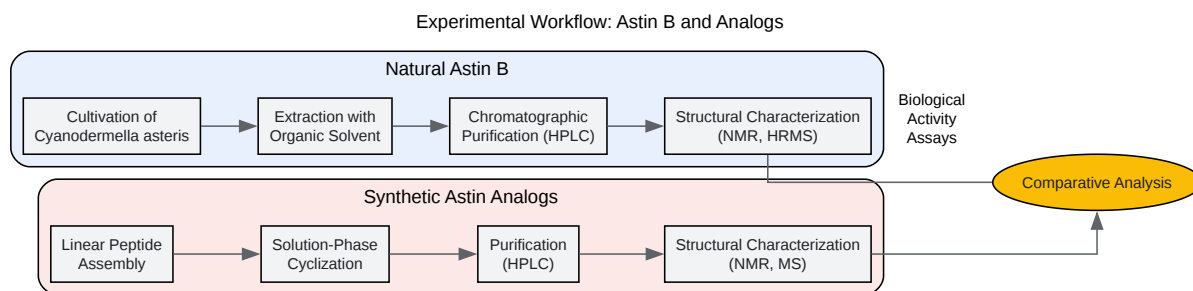 Experimental Workflow: Astin B and Analogs
Natural Astin B
Cultivation of
Cyanodermella asteris
Extraction with
Organic Solvent
Chromatographic
Purification (HPLC)
Structural Characterization
(NMR, HRMS)
Biological
Activity
Assays
Comparative Analysis
Synthetic Astin Analogs
Linear Peptide
Assembly
Solution-Phase
Cyclization
Purification
(HPLC)
Structural Characterization
(NMR, MS)